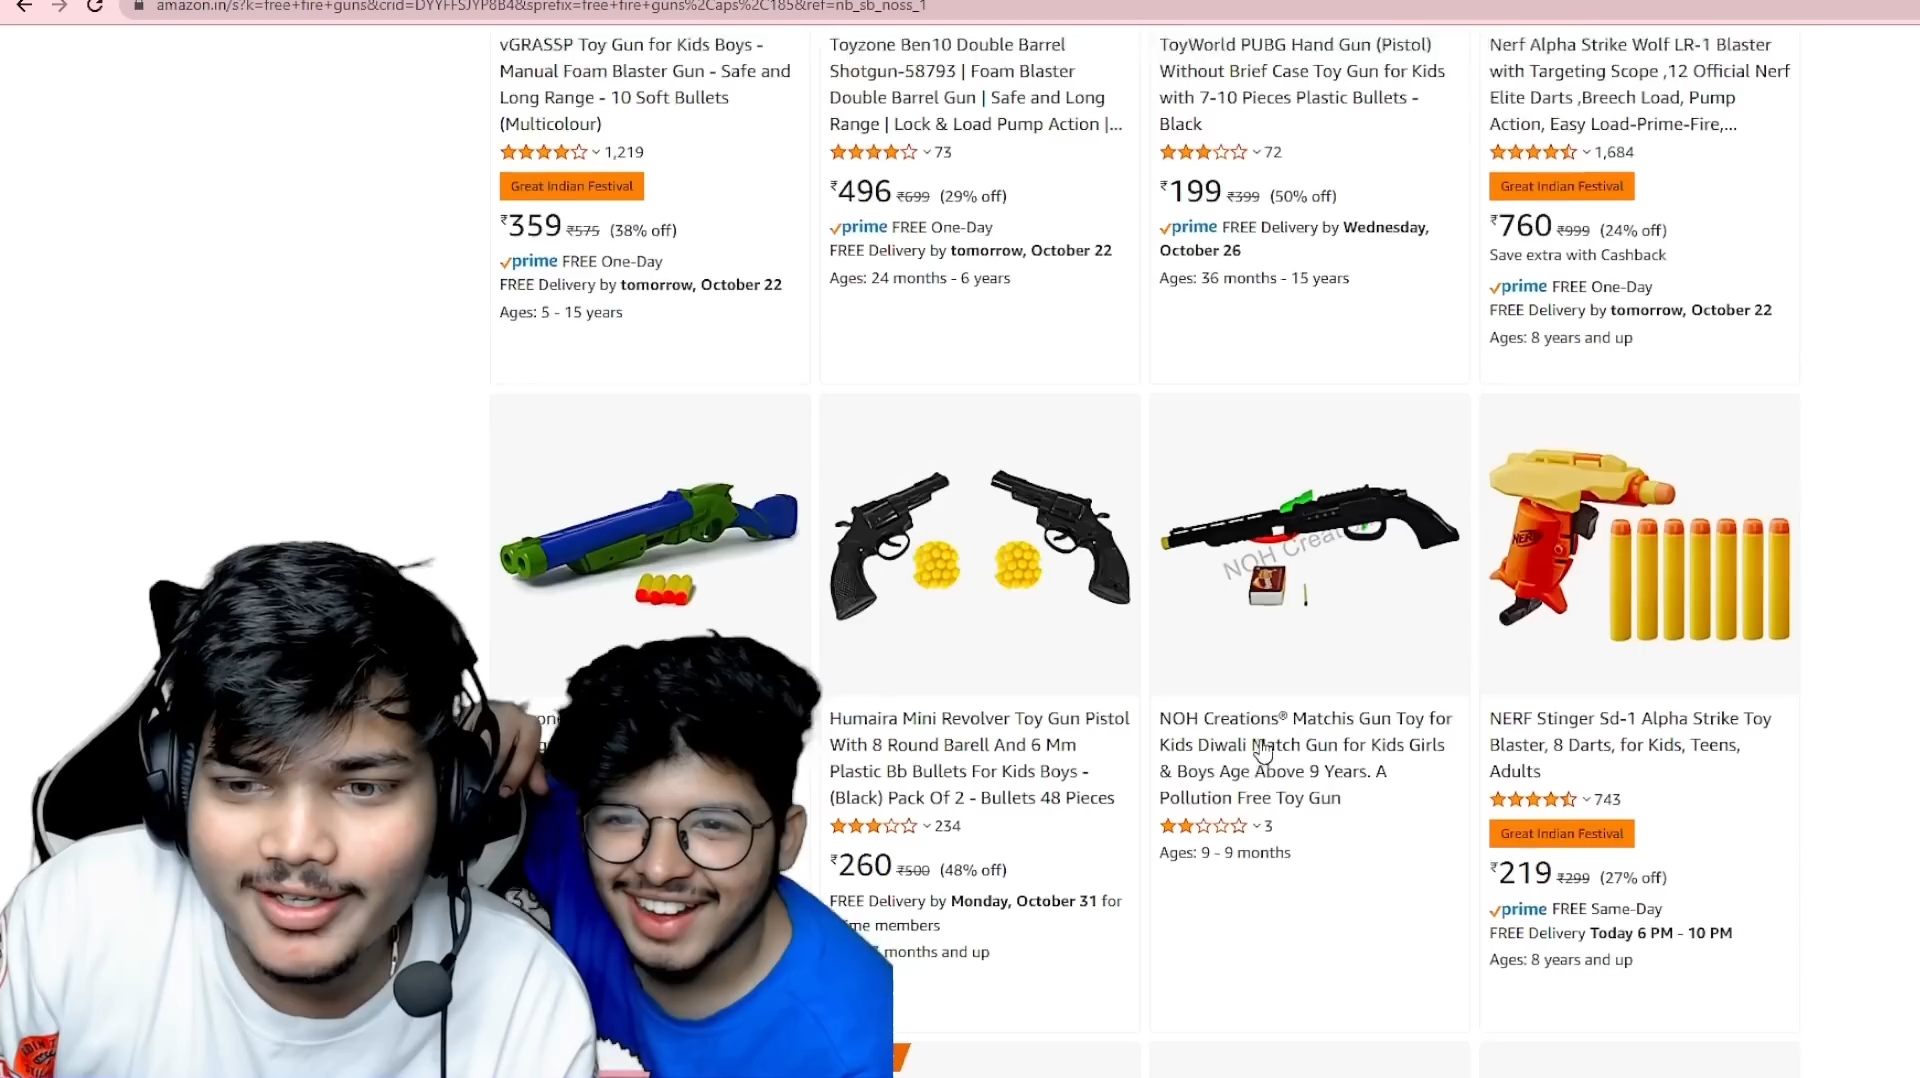 amazon.in/s?k=free+fire+guns&crid=DYYFFSJYP8B4&sprefix=free+fire+guns%2Caps%2C185&ref=nb_sb_noss_1
vGRASSP Toy Gun for Kids Boys -
Manual Foam Blaster Gun - Safe and
Long Range - 10 Soft Bullets
(Multicolour)
1,219
Great Indian Festival
₹359 ₹575 (38% off)
prime FREE One-Day
FREE Delivery by tomorrow, October 22
Ages: 5 - 15 years
Toyzone Ben10 Double Barrel
Shotgun-58793 | Foam Blaster
Double Barrel Gun | Safe and Long
Range | Lock & Load Pump Action |...
73
₹496 ₹699 (29% off)
prime FREE One-Day
FREE Delivery by tomorrow, October 22
Ages: 24 months - 6 years
ToyWorld PUBG Hand Gun (Pistol)
Without Brief Case Toy Gun for Kids
with 7-10 Pieces Plastic Bullets -
Black
72
₹199 ₹399 (50% off)
prime FREE Delivery by Wednesday,
October 26
Ages: 36 months - 15 years
Nerf Alpha Strike Wolf LR-1 Blaster
with Targeting Scope ,12 Official Nerf
Elite Darts ,Breech Load, Pump
Action, Easy Load-Prime-Fire,...
1,684
Great Indian Festival
₹760 ₹999 (24% off)
Save extra with Cashback
prime FREE One-Day
FREE Delivery by tomorrow, October 22
Ages: 8 years and up
NOH Creat
NERF
Humaira Mini Revolver Toy Gun Pistol
With 8 Round Barell And 6 Mm
Plastic Bb Bullets For Kids Boys -
(Black) Pack Of 2 - Bullets 48 Pieces
234
₹260 ₹500 (48% off)
FREE Delivery by Monday, October 31 for
me members
months and up
NOH Creations® Matchis Gun Toy for
Kids Diwali Match Gun for Kids Girls
& Boys Age Above 9 Years. A
Pollution Free Toy Gun
3
Ages: 9 - 9 months
NERF Stinger Sd-1 Alpha Strike Toy
Blaster, 8 Darts, for Kids, Teens,
Adults
743
Great Indian Festival
₹219 ₹299 (27% off)
prime FREE Same-Day
FREE Delivery Today 6 PM - 10 PM
Ages: 8 years and up